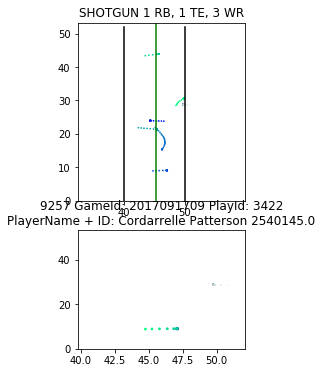 SHOTGUN 1 RB, 1 TE, 3 WR
50
40
30
20
10
0
40
50
9257 GameId: 2017091709 PlayId: 3422
PlayerName + ID: Cordarrelle Patterson 2540145.0
40
20
0
40.0 42.5 45.0 47.5 50.0